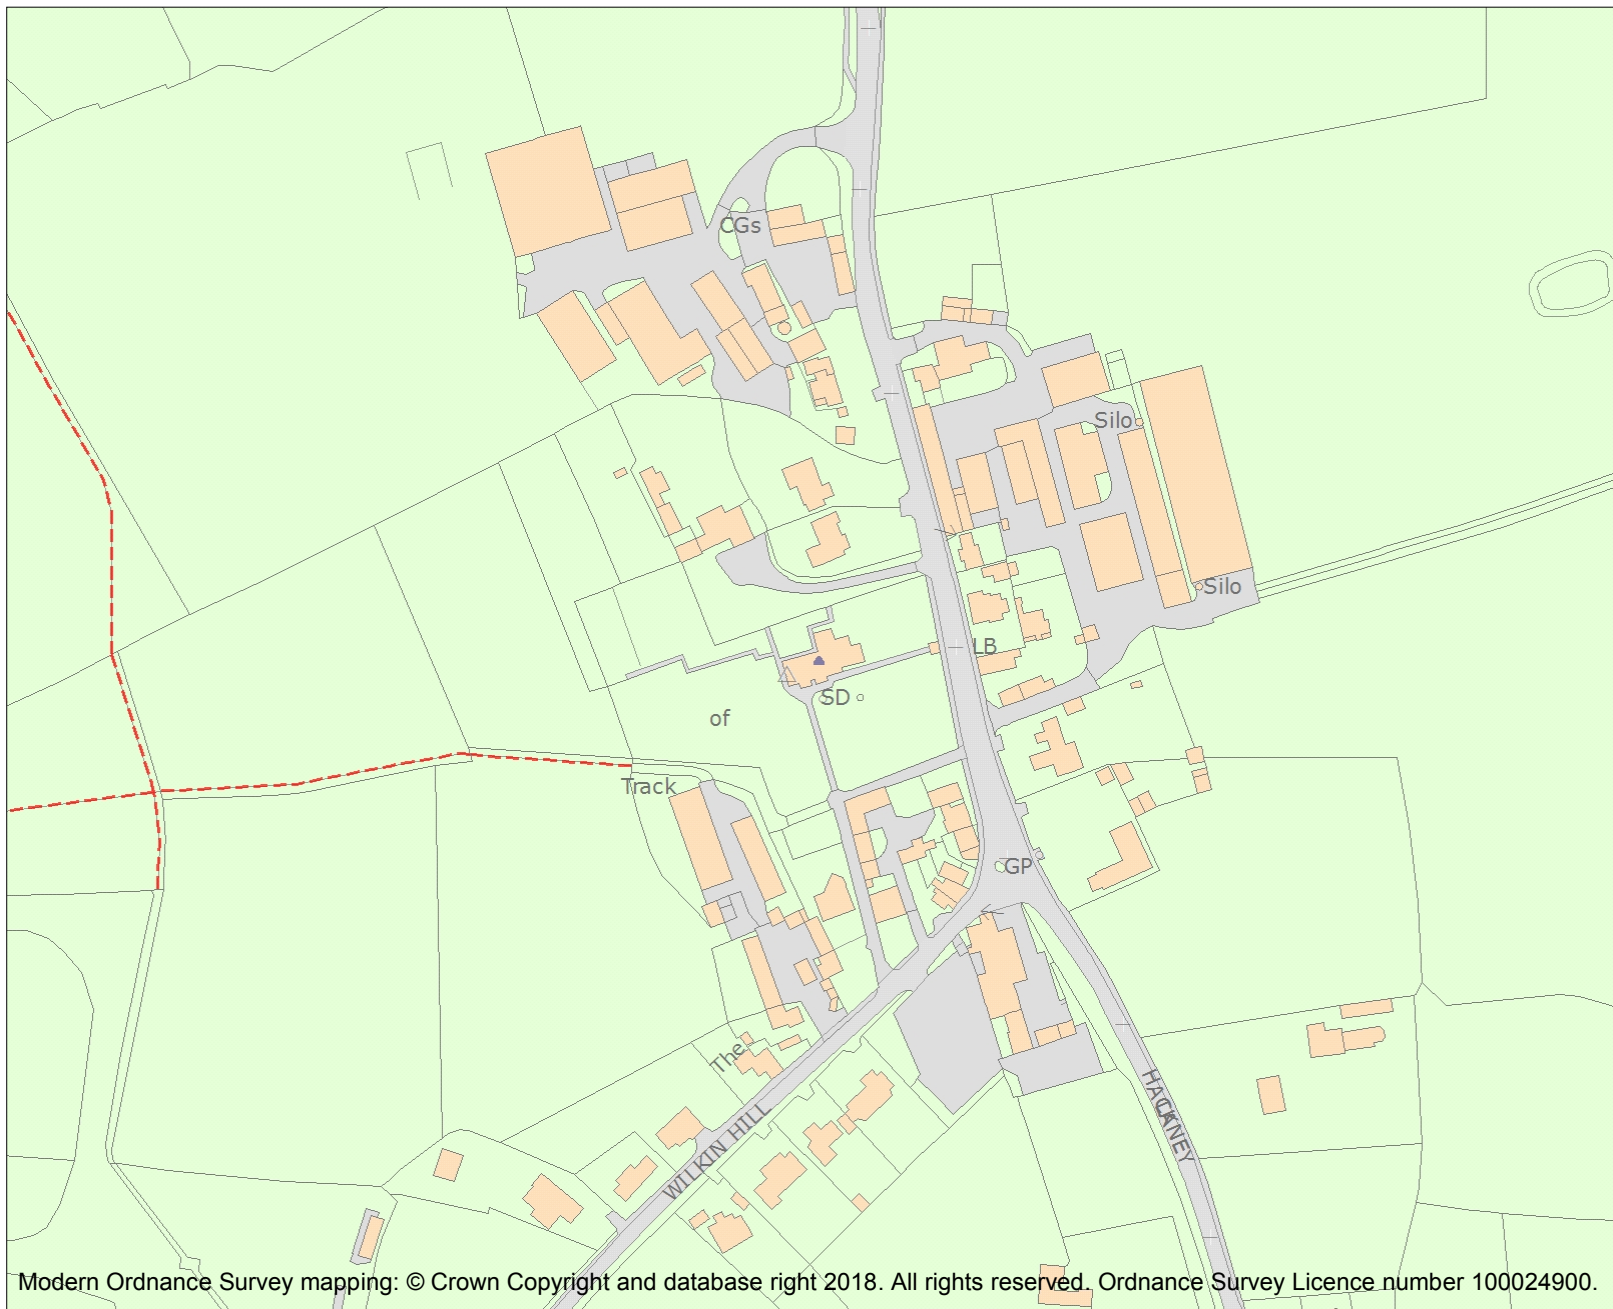 CGs
Silo
Silo
LB
SD
of
Track
GP
The
HACKNEY
WILKIN HILL
Modern Ordnance Survey mapping: © Crown Copyright and database right 2018. All rights reserved. Ordnance Survey Licence number 100024900.